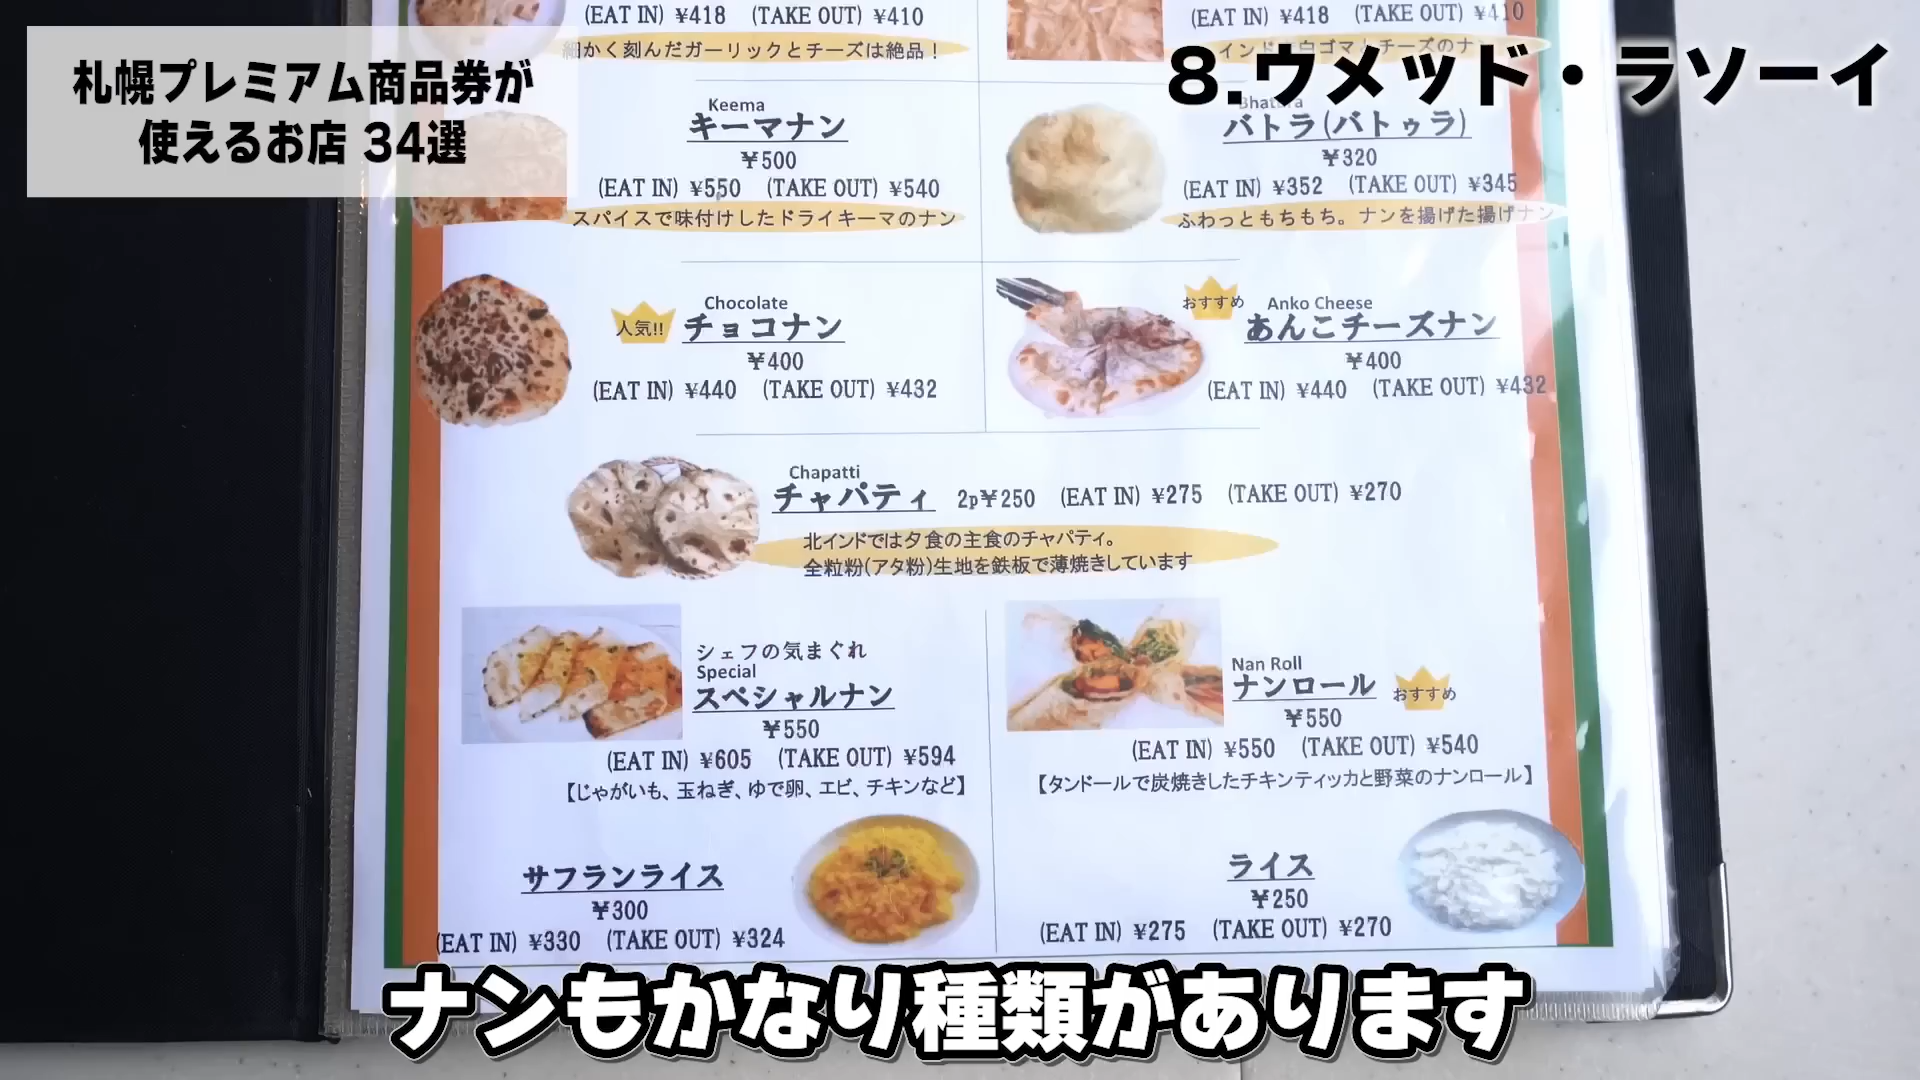 札幌プレミアム商品券が
使えるお店 34選
8.ウメッド・ラソーイ
(EAT IN) ¥418 (TAKE OUT) ¥410
細かく刻んだガーリックとチーズは絶品！
(EAT IN) ¥418 (TAKE OUT) ¥410
Keema
キーマナン
¥500
(EAT IN) ¥550 (TAKE OUT) ¥540
スパイスで味付けしたドライキーマのナン
バトラ(バトゥラ)
¥320
(EAT IN) ¥352 (TAKE OUT) ¥345
ふわっともちもち。ナンを揚げた揚げナン
人気!!
Chocolate
チョコナン
¥400
(EAT IN) ¥440 (TAKE OUT) ¥432
おすすめ
Anko Cheese
あんこチーズナン
¥400
(EAT IN) ¥440 (TAKE OUT) ¥432
Chapatti
チャパティ 2p¥250 (EAT IN) ¥275 (TAKE OUT) ¥270
北インドでは夕食の主食のチャパティ。
全粒粉(アタ粉)生地を鉄板で薄焼きしています
シェフの気まぐれ
Special
スペシャルナン
¥550
(EAT IN) ¥605 (TAKE OUT) ¥594
【じゃがいも、玉ねぎ、ゆで卵、エビ、チキンなど】
Nan Roll
ナンロール
おすすめ
¥550
(EAT IN) ¥550 (TAKE OUT) ¥540
【タンドールで炭焼きしたチキンティッカと野菜のナンロール】
サフランライス
¥300
(EAT IN) ¥330 (TAKE OUT) ¥324
ライス
¥250
(EAT IN) ¥275 (TAKE OUT) ¥270
ナンもかなり種類があります